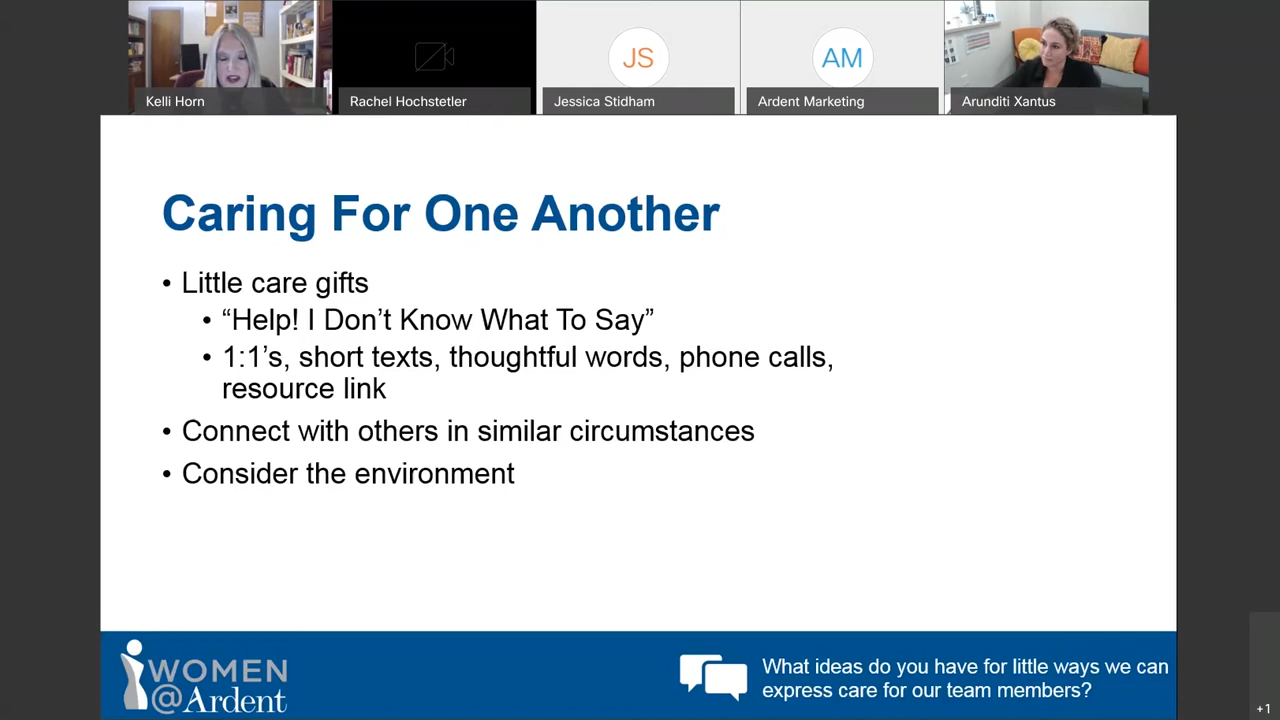 Kelli Horn
Rachel Hochstetler
JS
Jessica Stidham
AM
Ardent Marketing
Arunditi Xantus
Caring For One Another
• Little care gifts
• “Help! I Don’t Know What To Say”
• 1:1’s, short texts, thoughtful words, phone calls,
resource link
• Connect with others in similar circumstances
• Consider the environment
WOMEN
@Ardent
What ideas do you have for little ways we can
express care for our team members?
+1